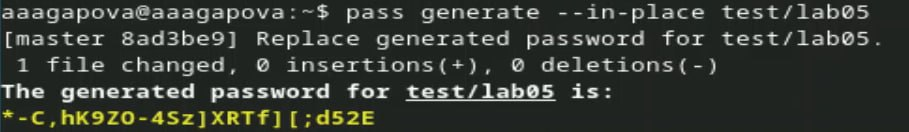 aaagapova@aaagapova:~$ pass generate --in-place test/lab05
[master 8ad3be9] Replace generated password for test/lab05.
 1 file changed, 0 insertions(+), 0 deletions(-)
The generated password for test/lab05 is:
*-C,hK9ZO-4Sz]XRTf][;d52E